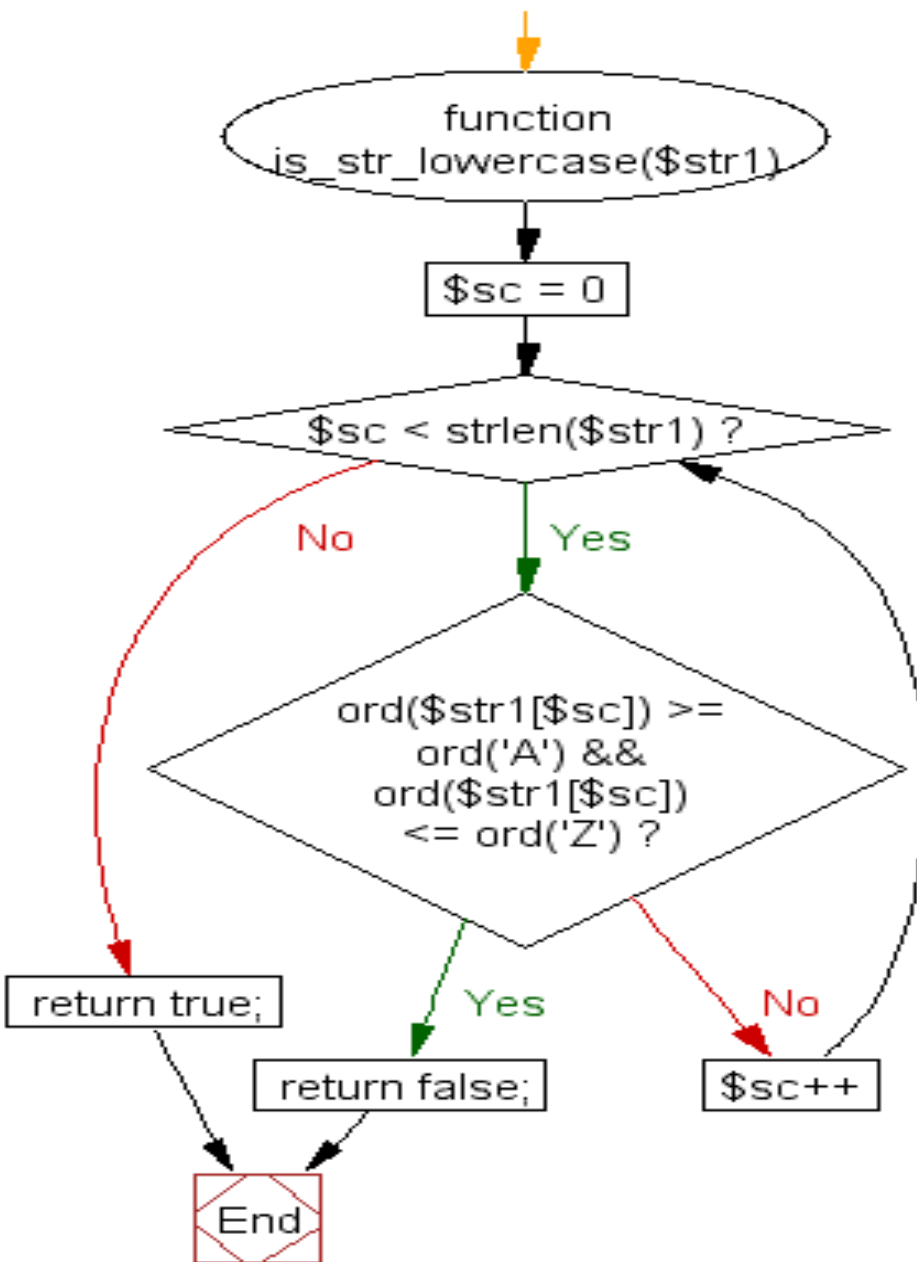 function
is_str_lowercase($str1)
$sc = 0
$sc < strlen($str1) ?
No
Yes
ord($str1[$sc]) >=
ord('A') &&
ord($str1[$sc])
<= ord('Z') ?
return true;
Yes
No
return false;
$sc++
End